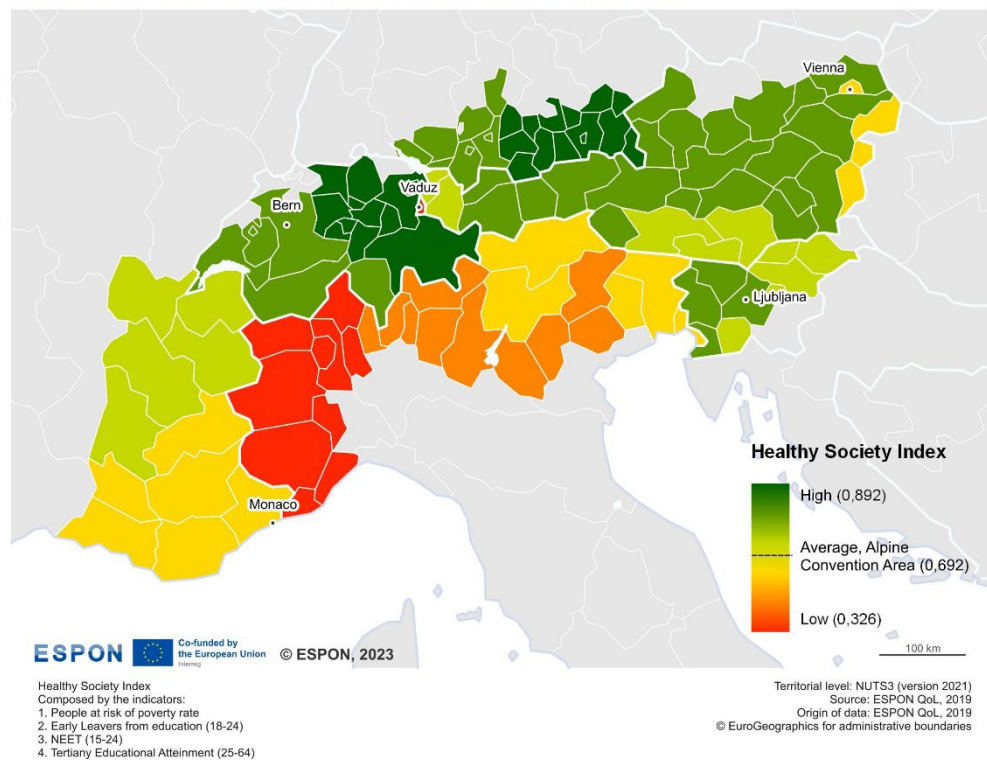 Vienna
Vaduz
Bern
Ljubljana
Monaco
Healthy Society Index
High (0,892)
Average, Alpine
Convention Area (0,692)
Low (0,326)
100 km
ESPON
Co-funded by
the European Union
Interreg
© ESPON, 2023
Healthy Society Index
Composed by the indicators:
1. People at risk of poverty rate
2. Early Leavers from education (18-24)
3. NEET (15-24)
4. Tertiany Educational Atteinment (25-64)
Territorial level: NUTS3 (version 2021)
Source: ESPON QoL, 2019
Origin of data: ESPON QoL, 2019
© EuroGeographics for administrative boundaries